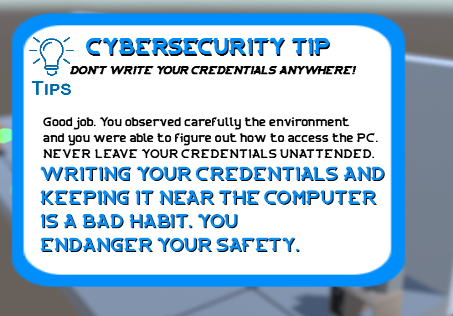 CYBERSECURITY TIP
DON'T WRITE YOUR CREDENTIALS ANYWHERE!
TIPS
Good job. You observed carefully the environment
and you were able to figure out how to access the PC.
NEVER LEAVE YOUR CREDENTIALS UNATTENDED.
WRITING YOUR CREDENTIALS AND
KEEPING IT NEAR THE COMPUTER
IS A BAD HABIT. YOU
ENDANGER YOUR SAFETY.